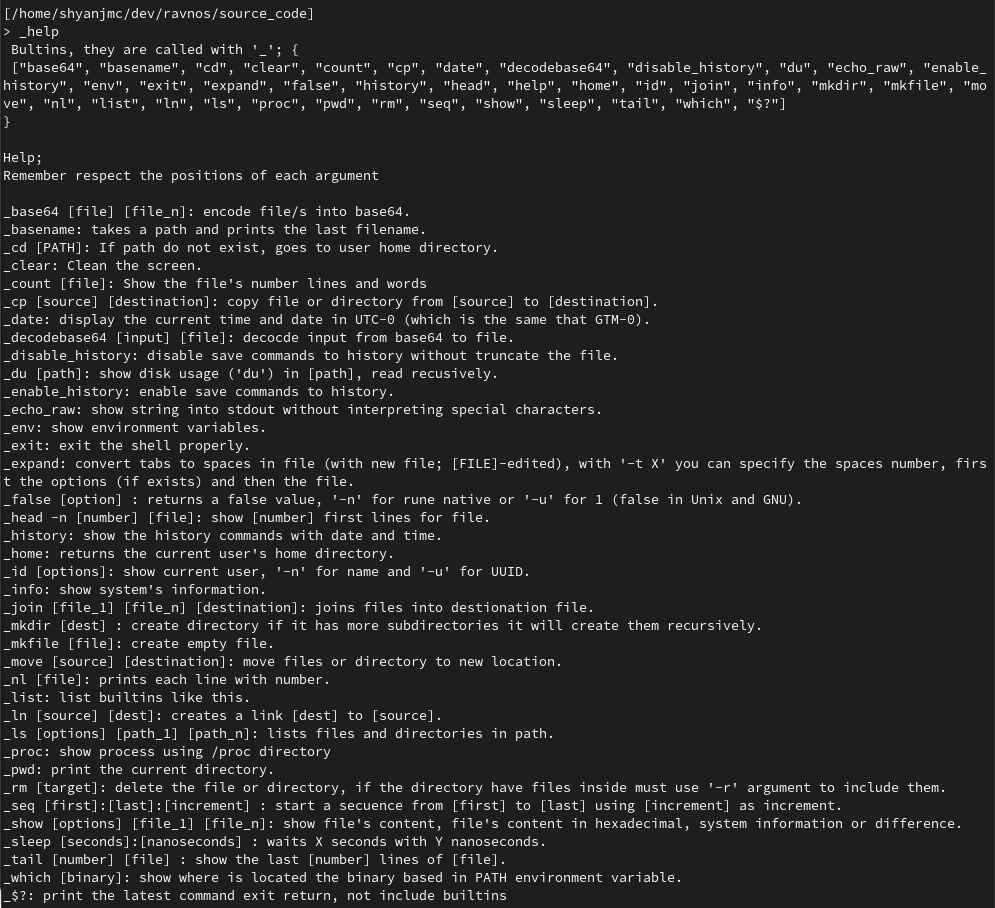 [/home/shyanjmc/dev/ravnos/source_code]
> _help
 Bultins, they are called with '_'; {
 ["base64", "basename", "cd", "clear", "count", "cp", "date", "decodebase64", "disable_history", "du", "echo_raw", "enable_
history", "env", "exit", "expand", "false", "history", "head", "help", "home", "id", "join", "info", "mkdir", "mkfile", "mo
ve", "nl", "list", "ln", "ls", "proc", "pwd", "rm", "seq", "show", "sleep", "tail", "which", "$?"]
}

Help;
Remember respect the positions of each argument

_base64 [file] [file_n]: encode file/s into base64.
_basename: takes a path and prints the last filename.
_cd [PATH]: If path do not exist, goes to user home directory.
_clear: Clean the screen.
_count [file]: Show the file's number lines and words
_cp [source] [destination]: copy file or directory from [source] to [destination].
_date: display the current time and date in UTC-0 (which is the same that GTM-0).
_decodebase64 [input] [file]: decocde input from base64 to file.
_disable_history: disable save commands to history without truncate the file.
_du [path]: show disk usage ('du') in [path], read recusively.
_enable_history: enable save commands to history.
_echo_raw: show string into stdout without interpreting special characters.
_env: show environment variables.
_exit: exit the shell properly.
_expand: convert tabs to spaces in file (with new file; [FILE]-edited), with '-t X' you can specify the spaces number, firs
t the options (if exists) and then the file.
_false [option] : returns a false value, '-n' for rune native or '-u' for 1 (false in Unix and GNU).
_head -n [number] [file]: show [number] first lines for file.
_history: show the history commands with date and time.
_home: returns the current user's home directory.
_id [options]: show current user, '-n' for name and '-u' for UUID.
_info: show system's information.
_join [file_1] [file_n] [destination]: joins files into destionation file.
_mkdir [dest] : create directory if it has more subdirectories it will create them recursively.
_mkfile [file]: create empty file.
_move [source] [destination]: move files or directory to new location.
_nl [file]: prints each line with number.
_list: list builtins like this.
_ln [source] [dest]: creates a link [dest] to [source].
_ls [options] [path_1] [path_n]: lists files and directories in path.
_proc: show process using /proc directory
_pwd: print the current directory.
_rm [target]: delete the file or directory, if the directory have files inside must use '-r' argument to include them.
_seq [first]:[last]:[increment] : start a secuence from [first] to [last] using [increment] as increment.
_show [options] [file_1] [file_n]: show file's content, file's content in hexadecimal, system information or difference.
_sleep [seconds]:[nanoseconds] : waits X seconds with Y nanoseconds.
_tail [number] [file] : show the last [number] lines of [file].
_which [binary]: show where is located the binary based in PATH environment variable.
_$?: print the latest command exit return, not include builtins